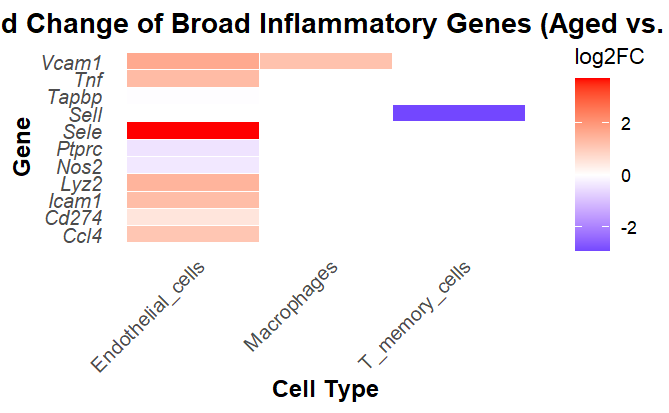 d Change of Broad Inflammatory Genes (Aged vs.
log2FC
Vcam1
Tnf
Tapbp
Sell
Sele
Ptprc
Nos2
Lyz2
Icam1
Cd274
Ccl4
Gene
2
0
-2
Endothelial_cells
Macrophages
T_memory_cells
Cell Type